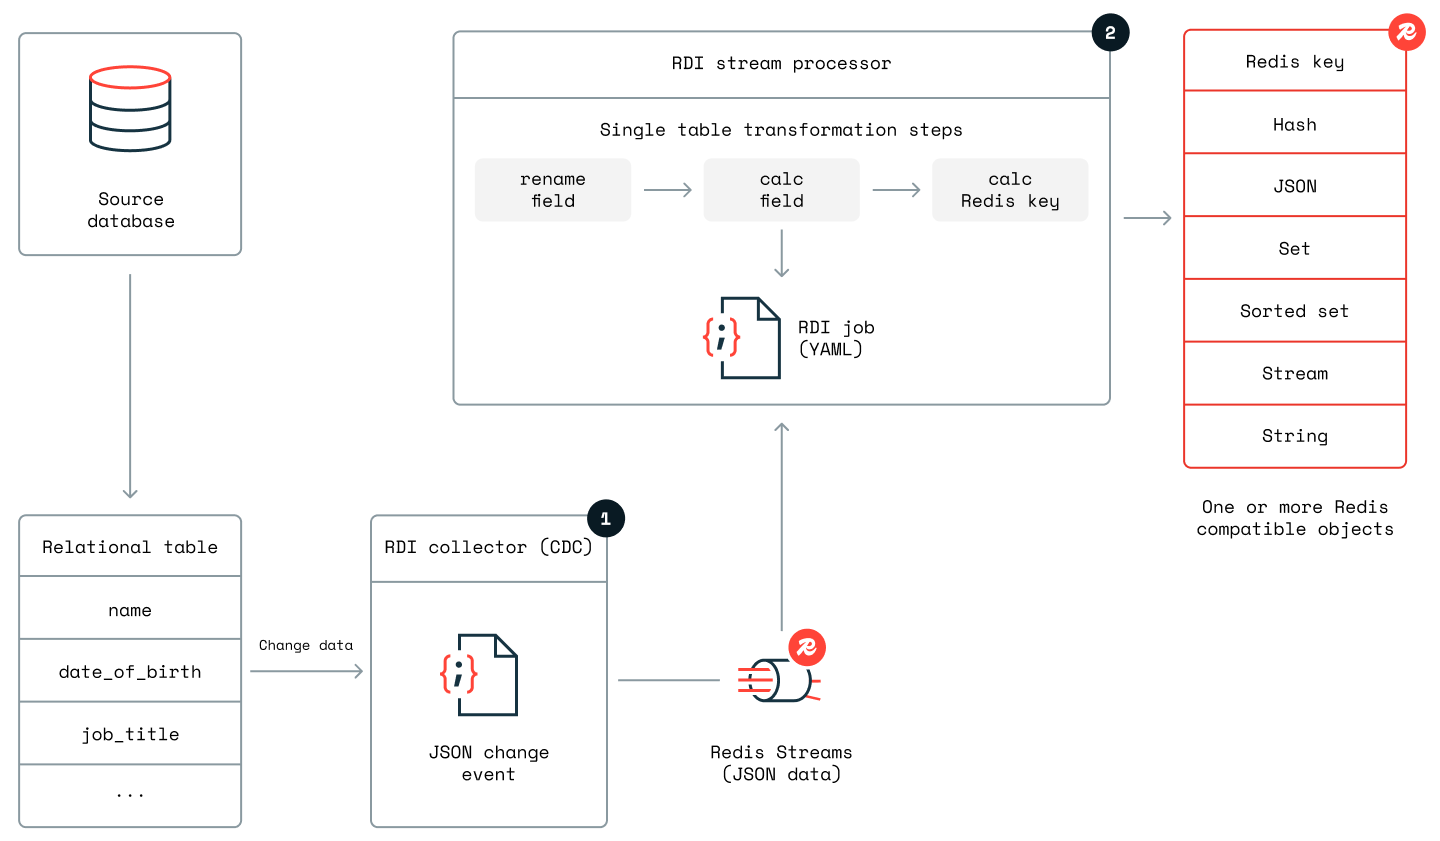 Source
database
Relational table
name
date_of_birth
job_title
...
Change data
1
RDI collector (CDC)
{;}
JSON change
event
Redis Streams
(JSON data)
2
RDI stream processor
Single table transformation steps
rename
field
calc
field
calc
Redis key
{;}
RDI job
(YAML)
Redis key
Hash
JSON
Set
Sorted set
Stream
String
One or more Redis
compatible objects